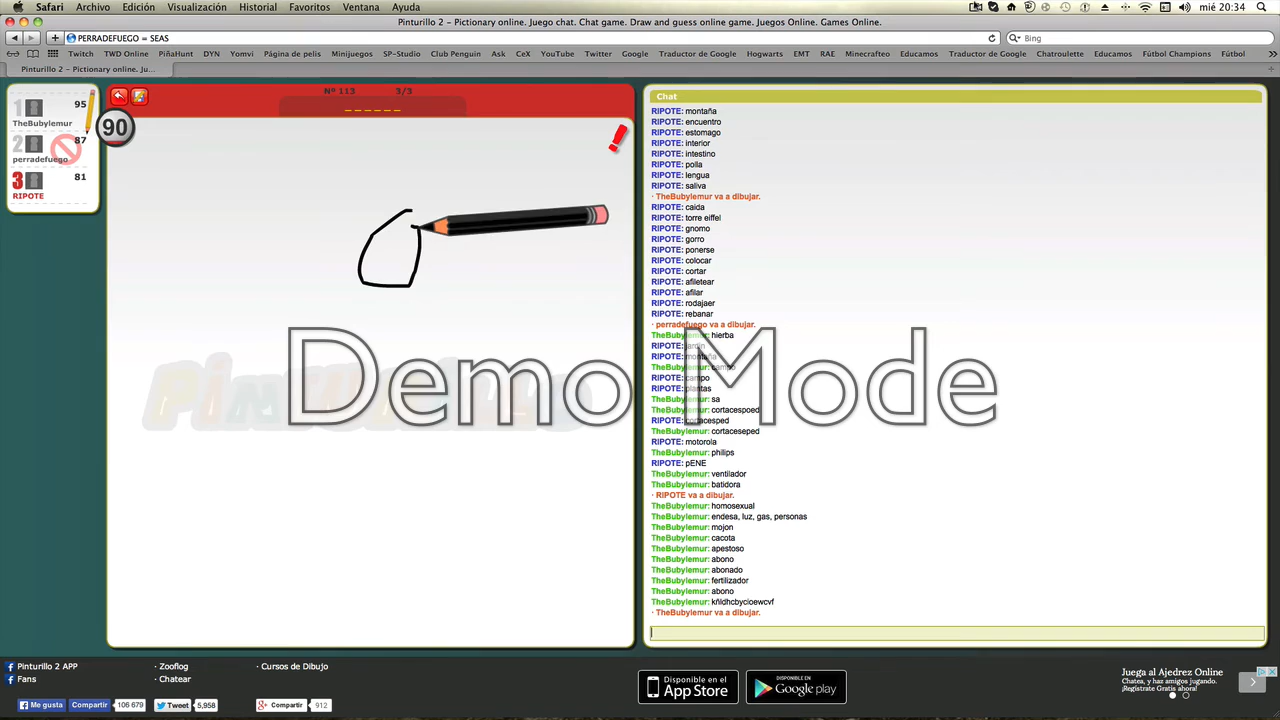 Safari Archivo Edición Visualización Historial Favoritos Ventana Ayuda mié 20:34
Pinturillo 2 – Pictionary online. Juego chat. Chat game. Draw and guess online game. Juegos Online. Games Online.
PERRADEFUEGO = SEAS Bing
Twitch TWD Online PiñaHunt DYN Yomvi Página de pelis Minijuegos SP-Studio Club Penguin Ask CeX YouTube Twitter Google Traductor de Google Hogwarts EMT RAE Minecrafteo Educamos Traductor de Google Chatroulette Educamos Fútbol Champions Fútbol
Pinturillo 2 – Pictionary online. Ju...
1 95
TheBubylemur
2 87
perradefuego
3 81
RIPOTE
90
Nº 113 3/3
Chat
RIPOTE: montaña
RIPOTE: encuentro
RIPOTE: estomago
RIPOTE: interior
RIPOTE: intestino
RIPOTE: polla
RIPOTE: lengua
RIPOTE: saliva
· TheBubylemur va a dibujar.
RIPOTE: caida
RIPOTE: torre eiffel
RIPOTE: gnomo
RIPOTE: gorro
RIPOTE: ponerse
RIPOTE: colocar
RIPOTE: cortar
RIPOTE: afiletear
RIPOTE: afilar
RIPOTE: rodajaer
RIPOTE: rebanar
· perradefuego va a dibujar.
TheBubylemur: hierba
RIPOTE: jardin
RIPOTE: montaña
TheBubylemur: campo
RIPOTE: campo
RIPOTE: plantas
TheBubylemur: sa
TheBubylemur: cortacespoed
RIPOTE: cortacesped
TheBubylemur: cortaceseped
RIPOTE: motorola
TheBubylemur: philips
RIPOTE: pENE
TheBubylemur: ventilador
TheBubylemur: batidora
· RIPOTE va a dibujar.
TheBubylemur: homosexual
TheBubylemur: endesa, luz, gas, personas
TheBubylemur: mojon
TheBubylemur: cacota
TheBubylemur: apestoso
TheBubylemur: abono
TheBubylemur: abonado
TheBubylemur: fertilizador
TheBubylemur: abono
TheBubylemur: kñldhcbycioewcvf
· TheBubylemur va a dibujar.
Demo Mode
Pinturillo 2 APP · Zooflog · Cursos de Dibujo
Fans · Chatear
Me gusta Compartir 106 679 Tweet 5,958 Compartir 912
Disponible en el App Store
DISPONIBLE EN Google play
Juega al Ajedrez Online
Chatea, y haz amigos jugando.
¡Regístrate Gratis ahora!